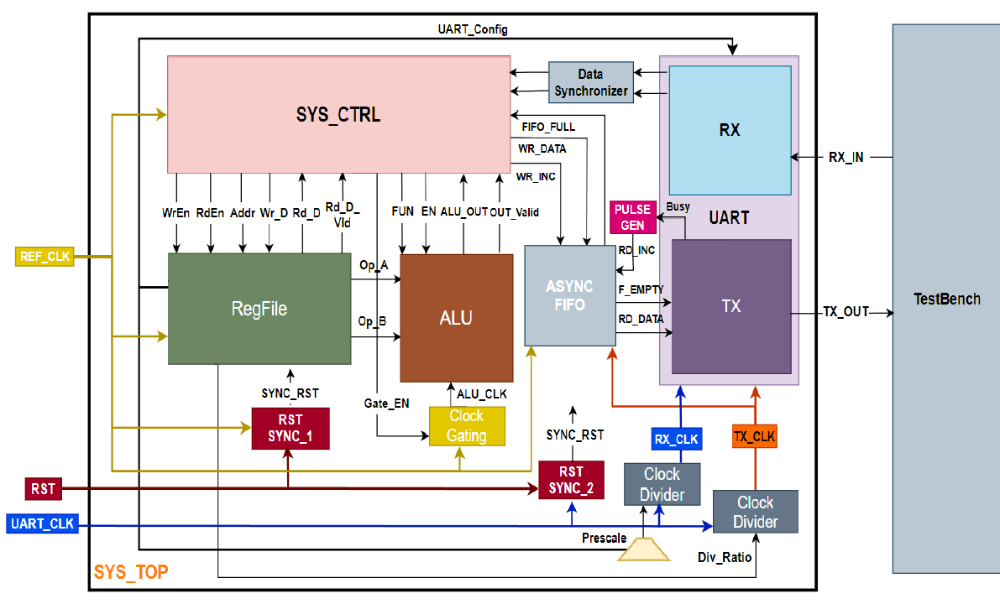 UART_Config
Data
Synchronizer
SYS_CTRL
RX
FIFO_FULL
WR_DATA
WR_INC
RX_IN
WrEn
RdEn
Addr
Wr_D
Rd_D
Rd_D_
Vld
FUN
EN
ALU_OUT
OUT_Valid
PULSE
GEN
Busy
UART
REF_CLK
RD_INC
Op_A
ASYNC
FIFO
F_EMPTY
RegFile
ALU
TX
TestBench
TX_OUT
Op_B
RD_DATA
SYNC_RST
ALU_CLK
Gate_EN
RST
SYNC_1
Clock
Gating
SYNC_RST
RX_CLK
TX_CLK
RST
RST
SYNC_2
Clock
Divider
Clock
Divider
UART_CLK
Prescale
Div_Ratio
SYS_TOP